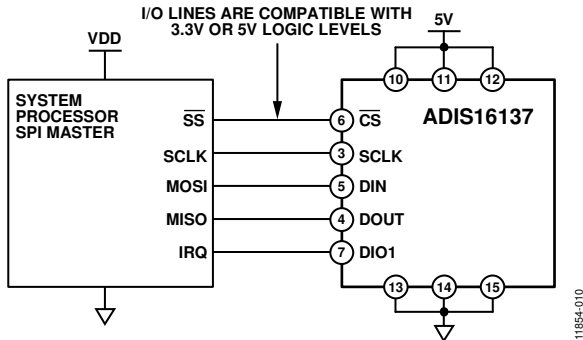 I/O LINES ARE COMPATIBLE WITH
3.3V OR 5V LOGIC LEVELS
VDD
5V
10 11 12
SYSTEM
PROCESSOR
SPI MASTER
ADIS16137
SS 6 CS
SCLK 3 SCLK
MOSI 5 DIN
MISO 4 DOUT
IRQ 7 DIO1
13 14 15
11854-010